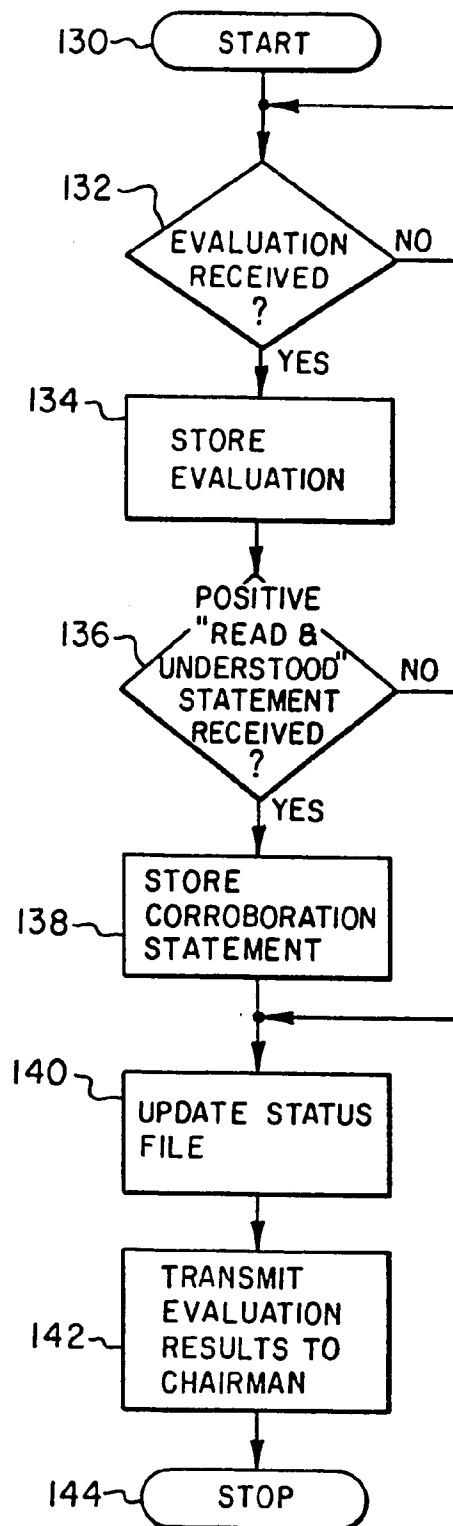 130
START
132
EVALUATION
RECEIVED
?
NO
YES
134
STORE
EVALUATION
136
POSITIVE
"READ &
UNDERSTOOD"
STATEMENT
RECEIVED
?
NO
YES
138
STORE
CORROBORATION
STATEMENT
140
UPDATE STATUS
FILE
142
TRANSMIT
EVALUATION
RESULTS TO
CHAIRMAN
144
STOP